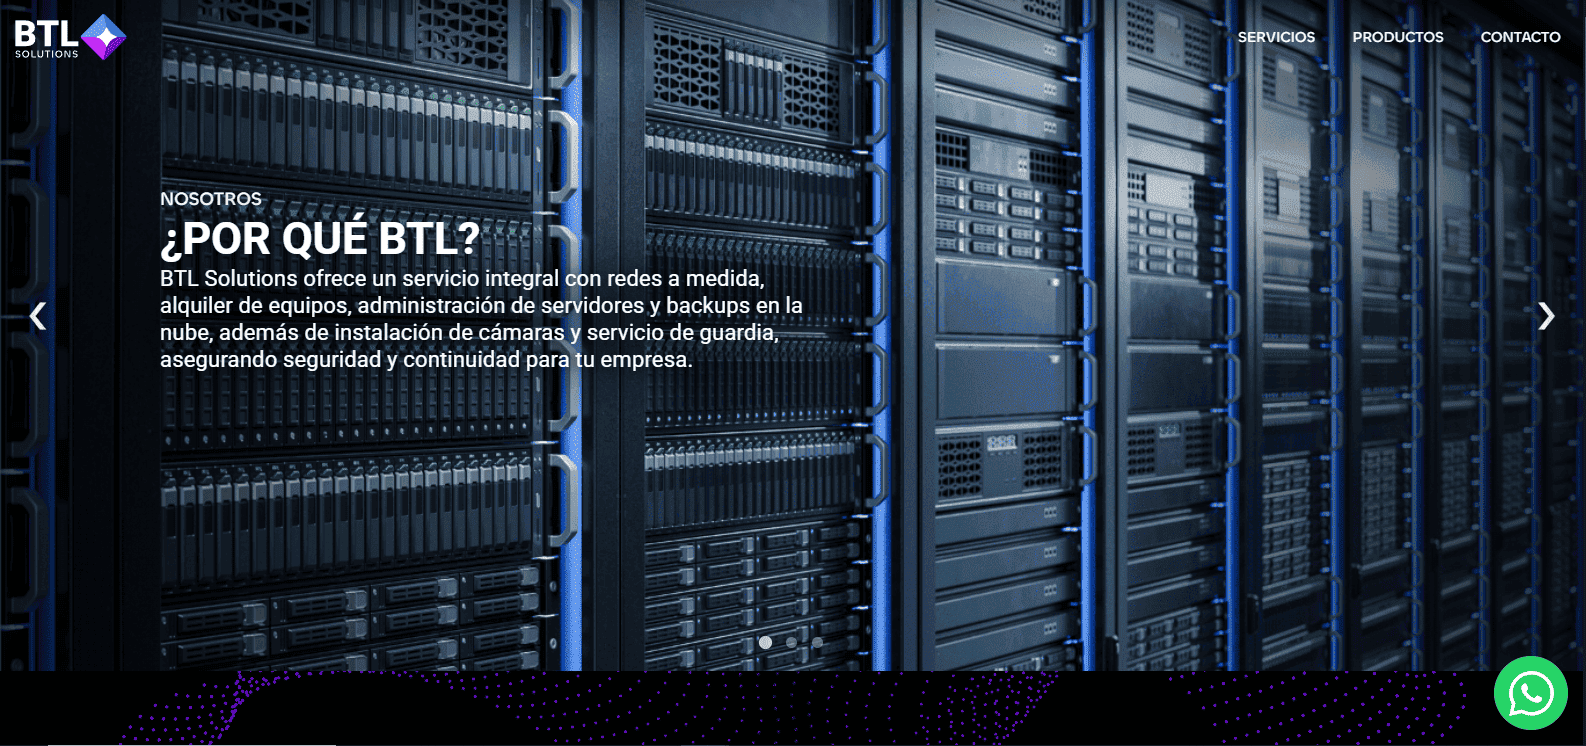 BTL
SOLUTIONS
SERVICIOS
PRODUCTOS
CONTACTO
NOSOTROS
¿POR QUÉ BTL?
BTL Solutions ofrece un servicio integral con redes a medida,
alquiler de equipos, administración de servidores y backups en la
nube, además de instalación de cámaras y servicio de guardia,
asegurando seguridad y continuidad para tu empresa.